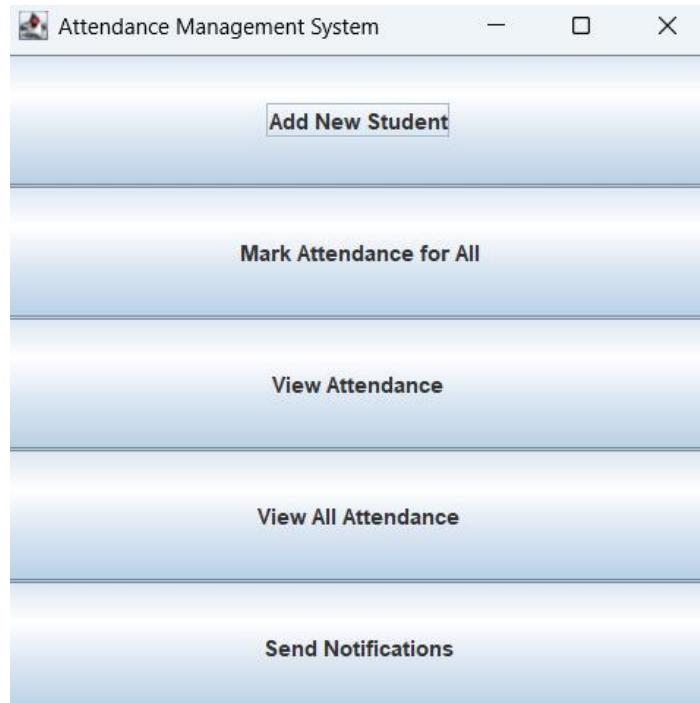 Attendance Management System
Add New Student
Mark Attendance for All
View Attendance
View All Attendance
Send Notifications